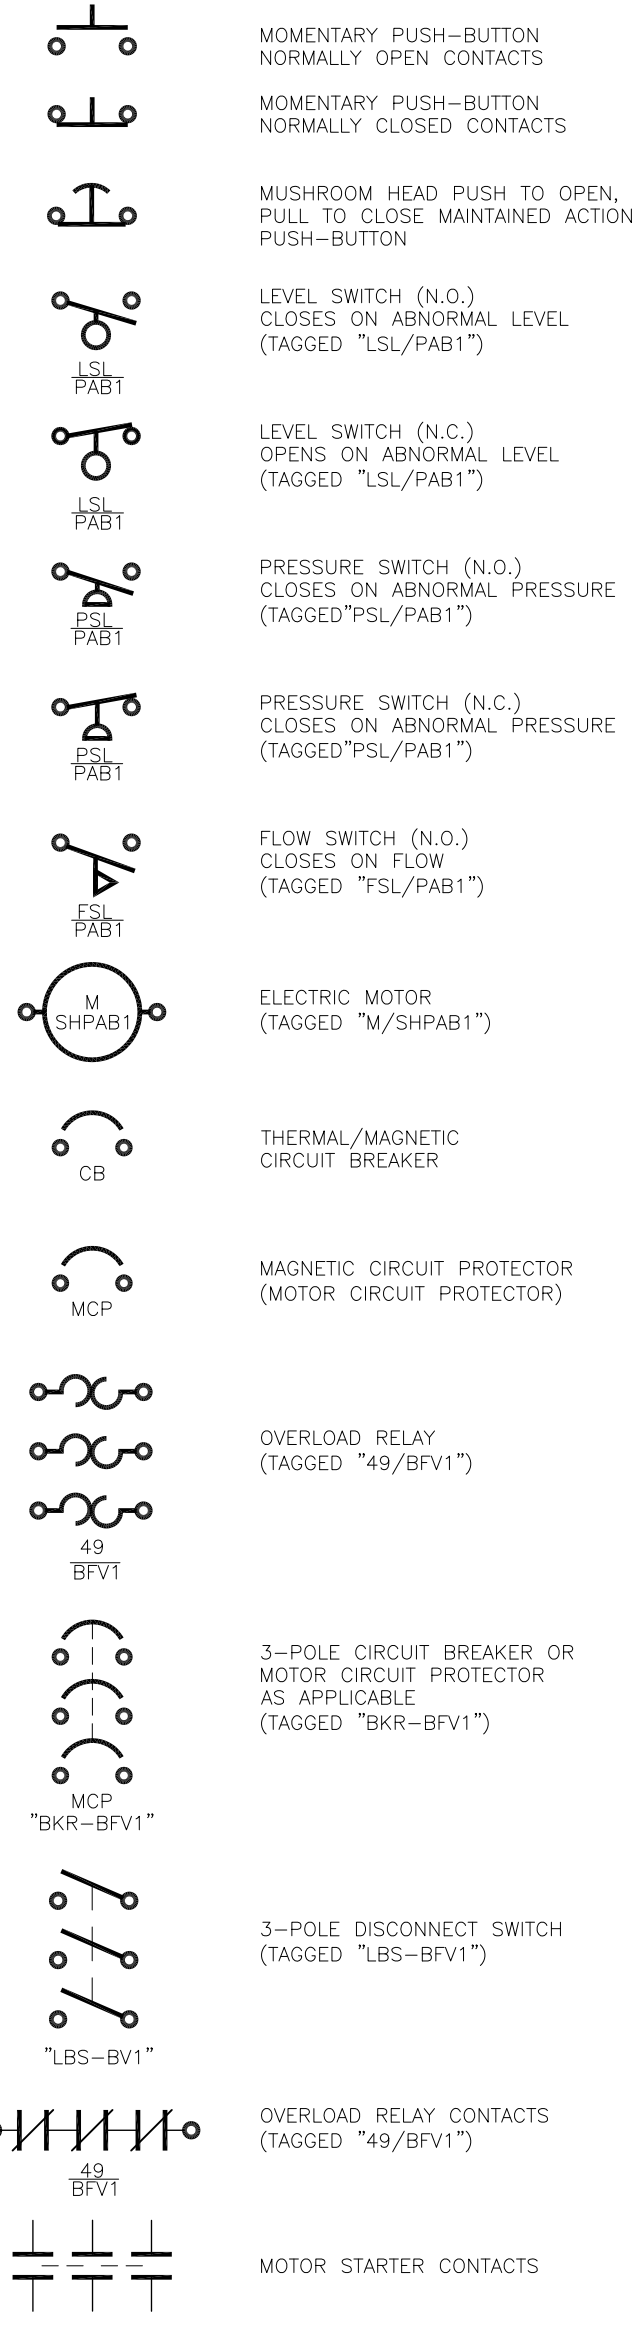 MOMENTARY PUSH-BUTTON
NORMALLY OPEN CONTACTS
MOMENTARY PUSH-BUTTON
NORMALLY CLOSED CONTACTS
MUSHROOM HEAD PUSH TO OPEN,
PULL TO CLOSE MAINTAINED ACTION
PUSH-BUTTON
LEVEL SWITCH (N.O.)
CLOSES ON ABNORMAL LEVEL
(TAGGED "LSL/PAB1")
LSL
PAB1
LEVEL SWITCH (N.C.)
OPENS ON ABNORMAL LEVEL
(TAGGED "LSL/PAB1")
LSL
PAB1
PRESSURE SWITCH (N.O.)
CLOSES ON ABNORMAL PRESSURE
(TAGGED"PSL/PAB1")
PSL
PAB1
PRESSURE SWITCH (N.C.)
CLOSES ON ABNORMAL PRESSURE
(TAGGED"PSL/PAB1")
PSL
PAB1
FLOW SWITCH (N.O.)
CLOSES ON FLOW
(TAGGED "FSL/PAB1")
FSL
PAB1
M
SHPAB1
ELECTRIC MOTOR
(TAGGED "M/SHPAB1")
THERMAL/MAGNETIC
CIRCUIT BREAKER
CB
MAGNETIC CIRCUIT PROTECTOR
(MOTOR CIRCUIT PROTECTOR)
MCP
OVERLOAD RELAY
(TAGGED "49/BFV1")
49
BFV1
3-POLE CIRCUIT BREAKER OR
MOTOR CIRCUIT PROTECTOR
AS APPLICABLE
(TAGGED "BKR-BFV1")
MCP
"BKR-BFV1"
3-POLE DISCONNECT SWITCH
(TAGGED "LBS-BFV1")
"LBS-BV1"
OVERLOAD RELAY CONTACTS
(TAGGED "49/BFV1")
49
BFV1
MOTOR STARTER CONTACTS